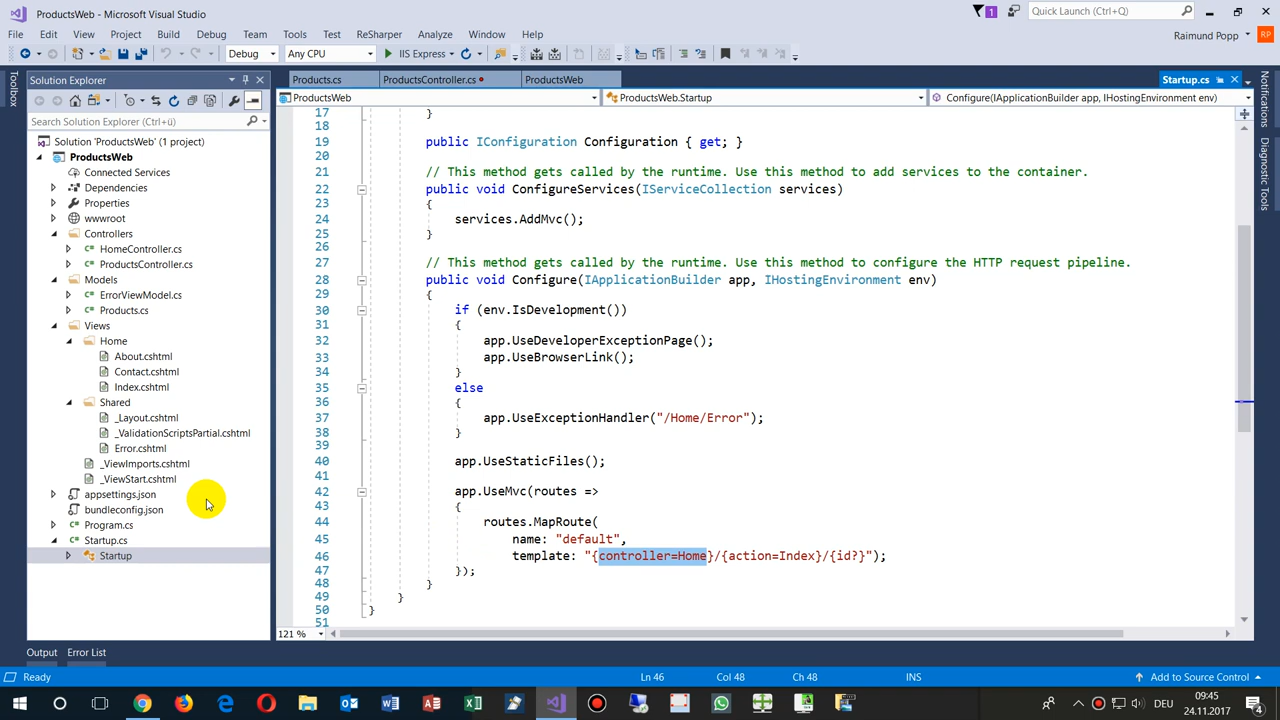 ProductsWeb - Microsoft Visual Studio
1
Quick Launch (Ctrl+Q)
File Edit View Project Build Debug Team Tools Test ReSharper Analyze Window Help
Raimund Popp
RP
Debug Any CPU IIS Express
Toolbox
Solution Explorer
Search Solution Explorer (Ctrl+ü)
Solution 'ProductsWeb' (1 project)
ProductsWeb
Connected Services
Dependencies
Properties
wwwroot
Controllers
HomeController.cs
ProductsController.cs
Models
ErrorViewModel.cs
Products.cs
Views
Home
About.cshtml
Contact.cshtml
Index.cshtml
Shared
_Layout.cshtml
_ValidationScriptsPartial.cshtml
Error.cshtml
_ViewImports.cshtml
_ViewStart.cshtml
appsettings.json
bundleconfig.json
Program.cs
Startup.cs
Startup
Products.cs ProductsController.cs ProductsWeb Startup.cs
ProductsWeb ProductsWeb.Startup Configure(IApplicationBuilder app, IHostingEnvironment env)
17 }
18
19 public IConfiguration Configuration { get; }
20
21 // This method gets called by the runtime. Use this method to add services to the container.
22 public void ConfigureServices(IServiceCollection services)
23 {
24 services.AddMvc();
25 }
26
27 // This method gets called by the runtime. Use this method to configure the HTTP request pipeline.
28 public void Configure(IApplicationBuilder app, IHostingEnvironment env)
29 {
30 if (env.IsDevelopment())
31 {
32 app.UseDeveloperExceptionPage();
33 app.UseBrowserLink();
34 }
35 else
36 {
37 app.UseExceptionHandler("/Home/Error");
38 }
39
40 app.UseStaticFiles();
41
42 app.UseMvc(routes =>
43 {
44 routes.MapRoute(
45 name: "default",
46 template: "{controller=Home}/{action=Index}/{id?}");
47 });
48 }
49 }
50 }
51
121 %
Notifications
Diagnostic Tools
Output Error List
Ready Ln 46 Col 48 Ch 48 INS Add to Source Control
DEU
09:45
24.11.2017
4